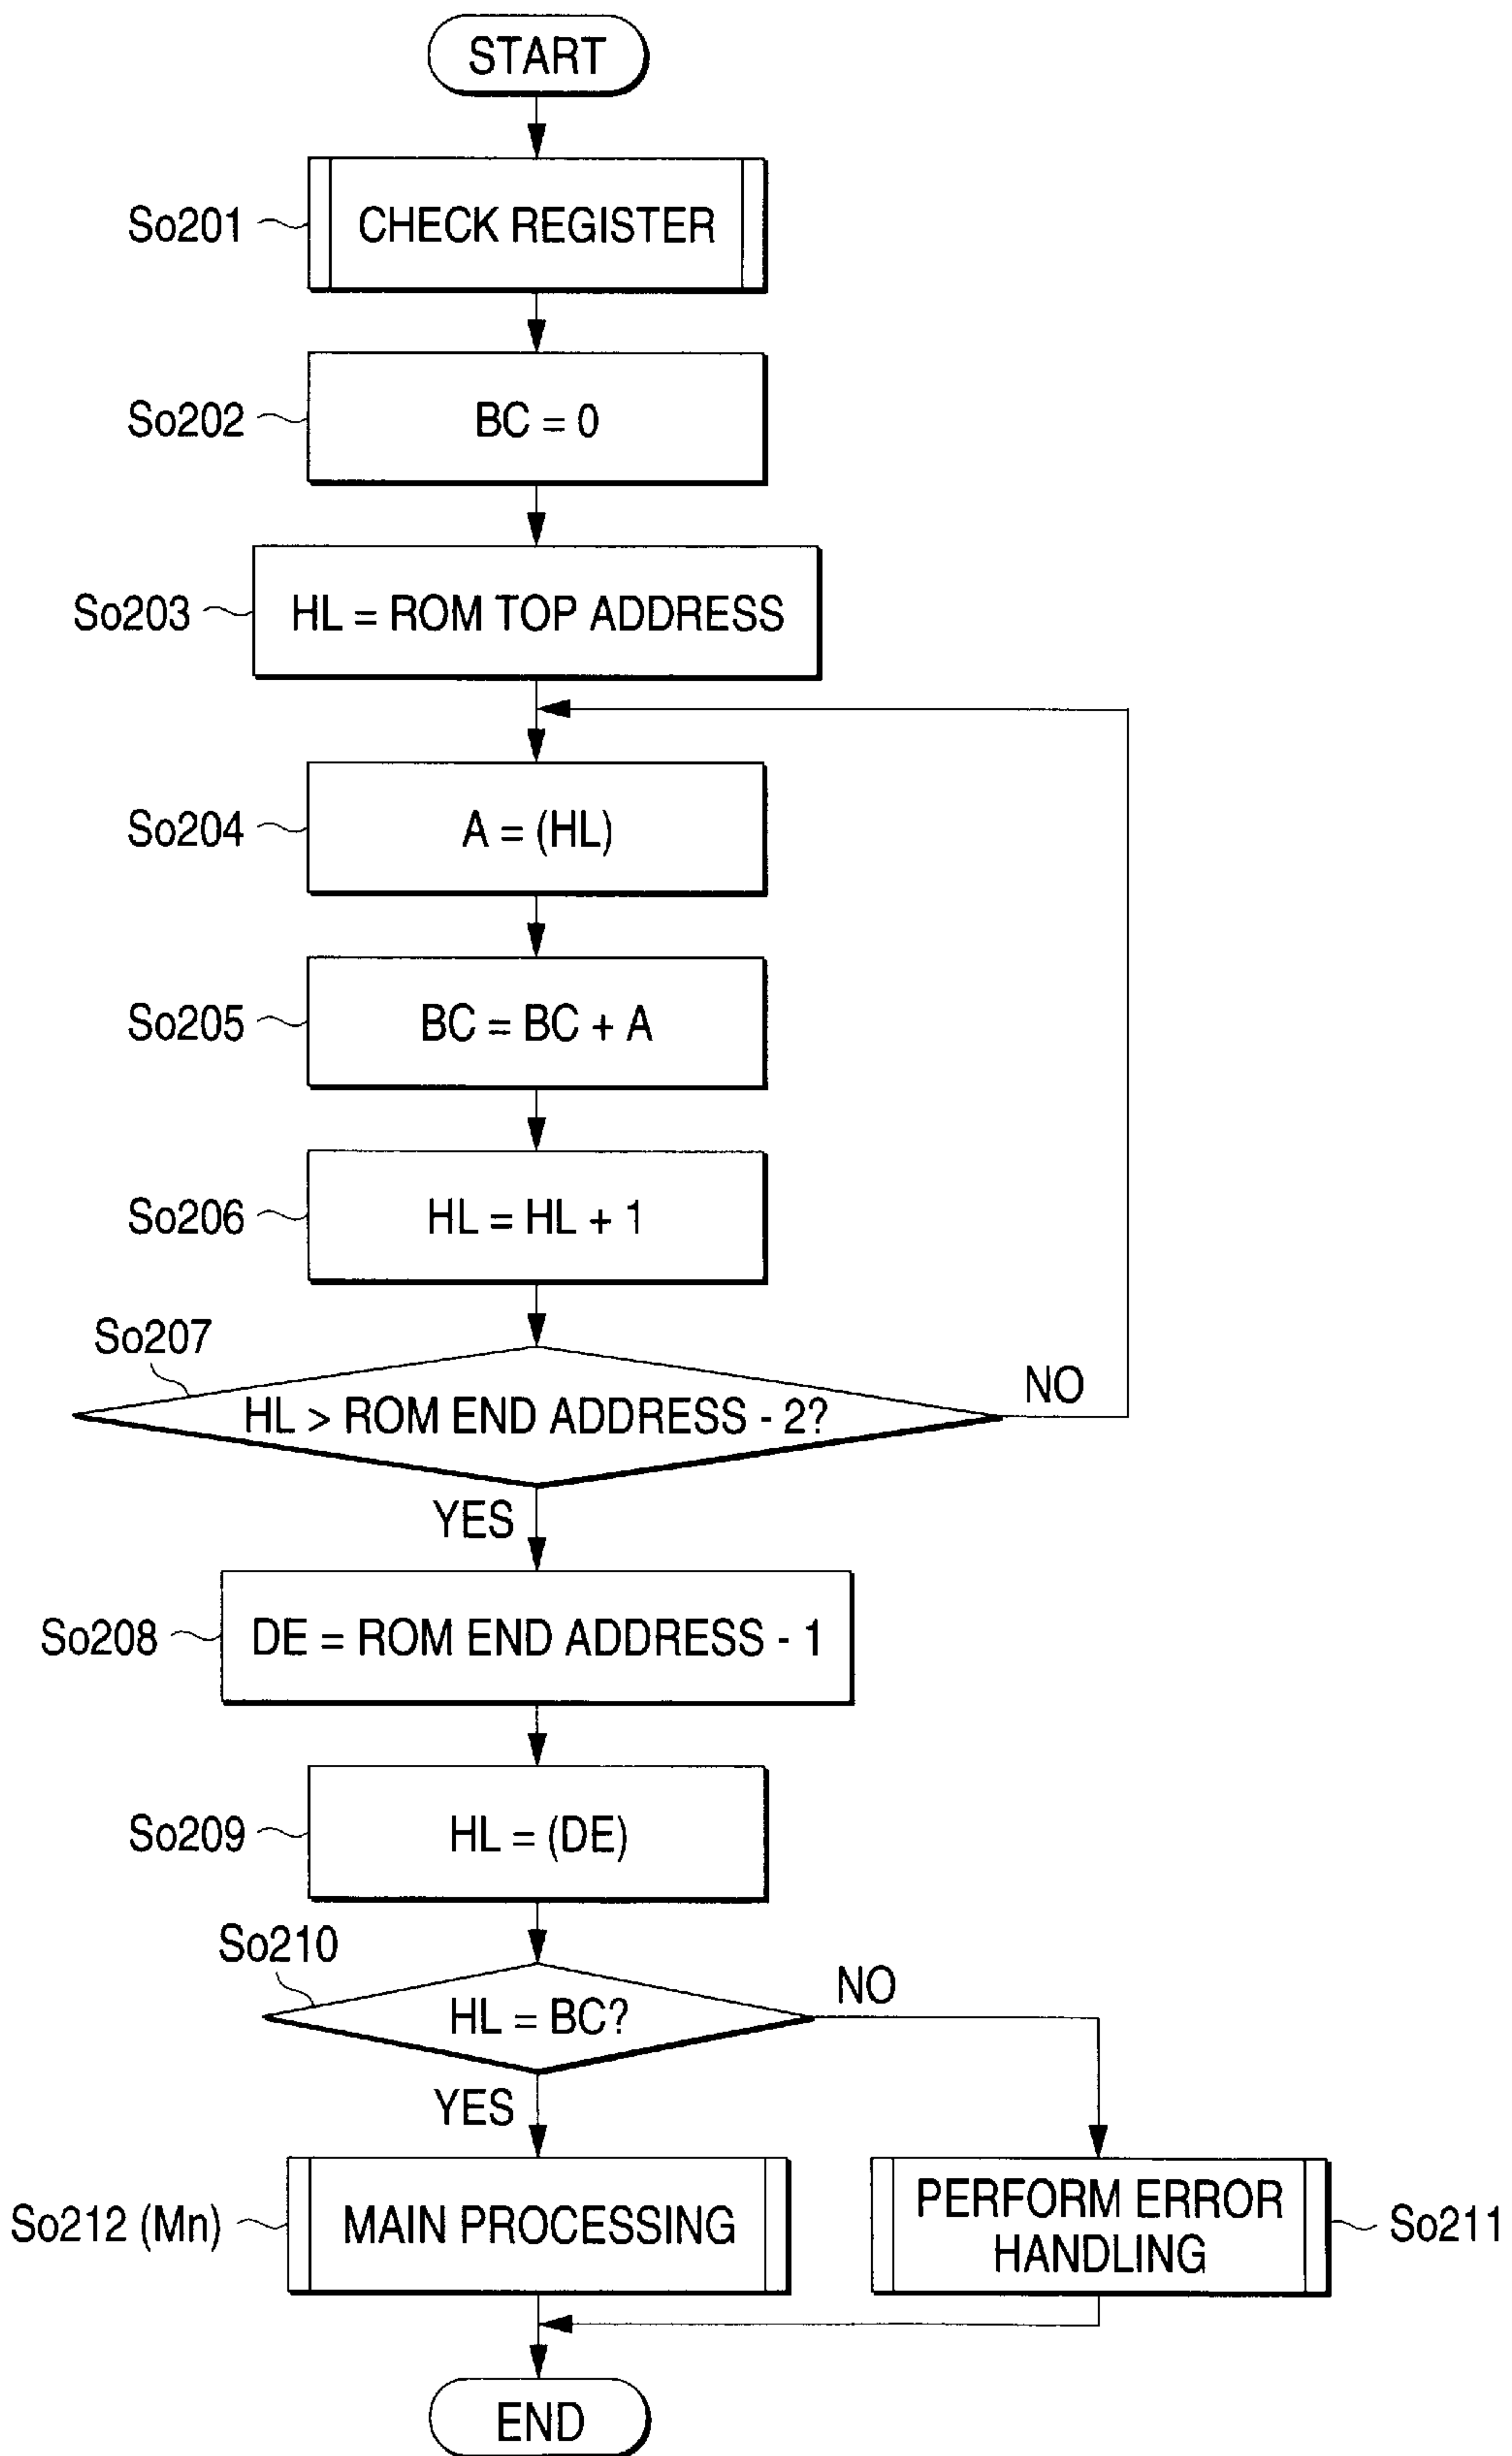 START
So201
CHECK REGISTER
So202
BC = 0
So203
HL = ROM TOP ADDRESS
So204
A = (HL)
So205
BC = BC + A
So206
HL = HL + 1
So207
HL > ROM END ADDRESS - 2?
NO
YES
So208
DE = ROM END ADDRESS - 1
So209
HL = (DE)
So210
HL = BC?
NO
YES
So212 (Mn)
MAIN PROCESSING
PERFORM ERROR
HANDLING
So211
END